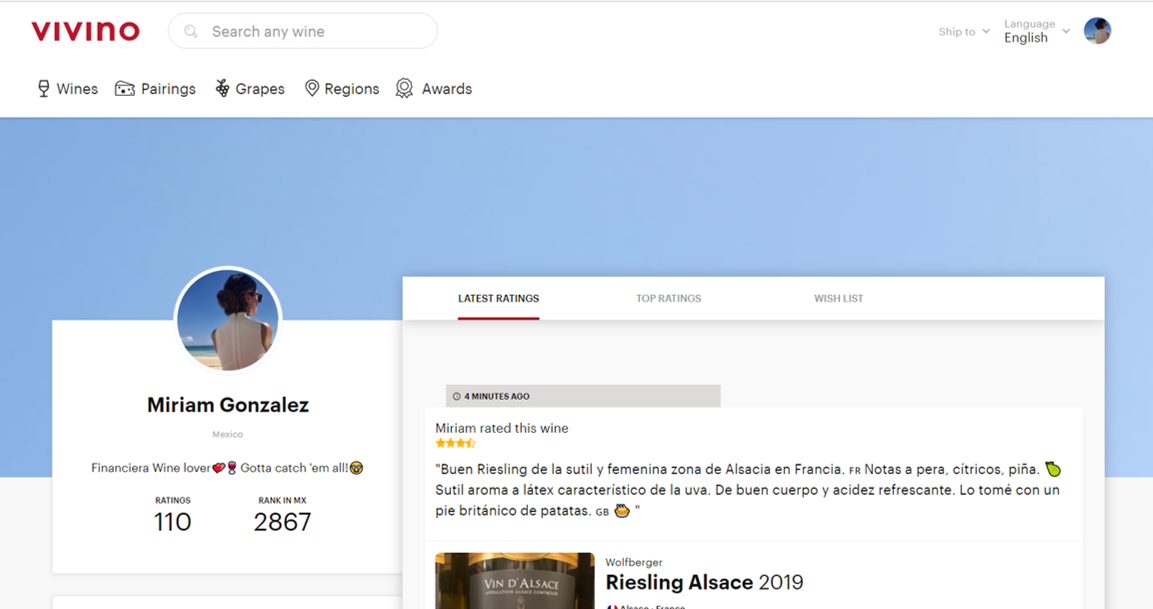 VIVINO
Search any wine
Ship to
Language
English
Wines
Pairings
Grapes
Regions
Awards
LATEST RATINGS
TOP RATINGS
WISH LIST
Miriam Gonzalez
Mexico
Financiera Wine lover💕🍷Gotta catch 'em all!🤓
RATINGS
RANK IN MX
110
2867
4 MINUTES AGO
Miriam rated this wine
"Buen Riesling de la sutil y femenina zona de Alsacia en Francia. FR Notas a pera, cítricos, piña. 🍐
Sutil aroma a látex característico de la uva. De buen cuerpo y acidez refrescante. Lo tomé con un
pie británico de patatas. GB 🥧 "
VIN D'ALSACE
APPELLATION ALSACE CONTRÔLÉE
Wolfberger
Riesling Alsace 2019
Alsace · France